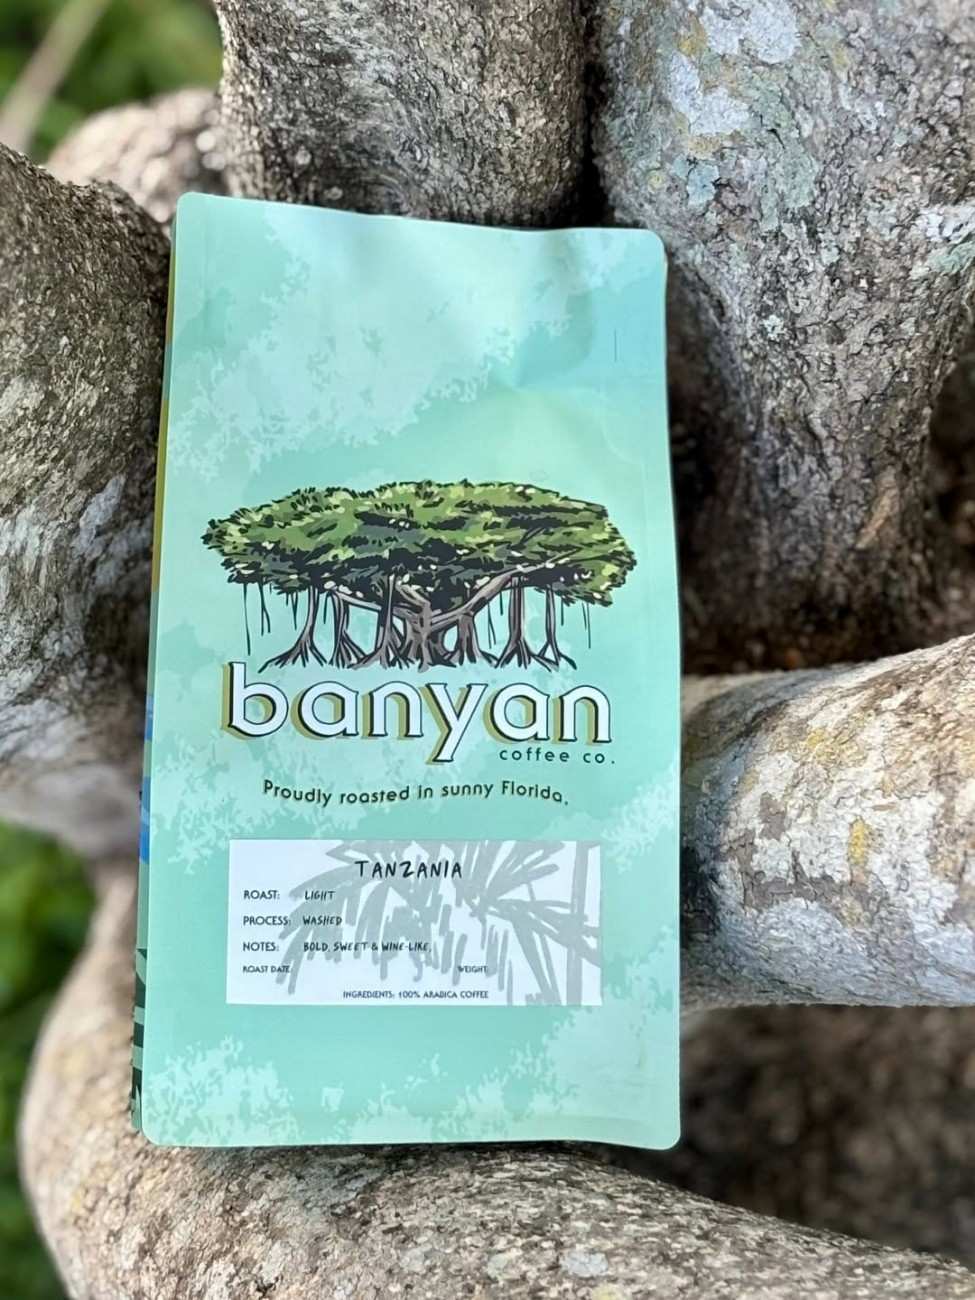 banyan
coffee co.
Proudly roasted in sunny Florida.
TANZANIA
ROAST: LIGHT
PROCESS: WASHED
NOTES: BOLD, SWEET & WINE-LIKE,
ROAST DATE: WEIGHT:
INGREDIENTS: 100% ARABICA COFFEE